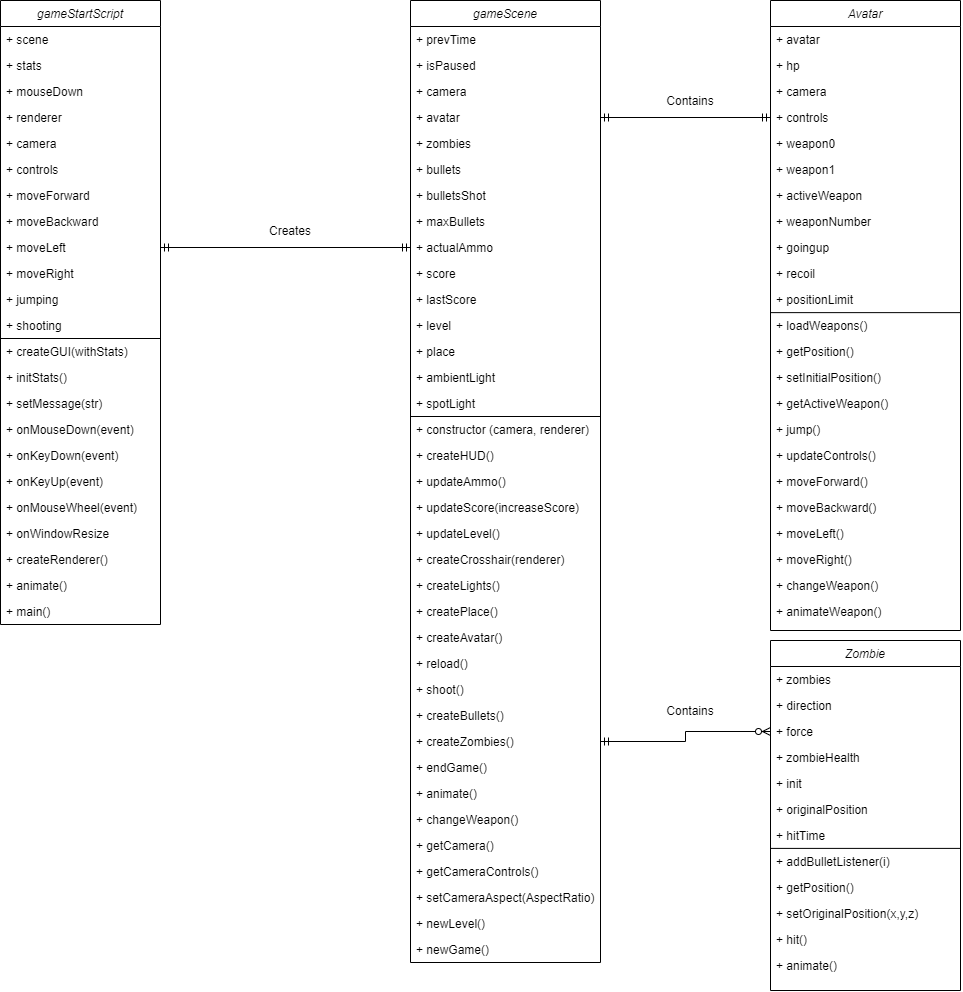 gameStartScript
+ scene
+ stats
+ mouseDown
+ renderer
+ camera
+ controls
+ moveForward
+ moveBackward
+ moveLeft
+ moveRight
+ jumping
+ shooting
+ createGUI(withStats)
+ initStats()
+ setMessage(str)
+ onMouseDown(event)
+ onKeyDown(event)
+ onKeyUp(event)
+ onMouseWheel(event)
+ onWindowResize
+ createRenderer()
+ animate()
+ main()
Creates
gameScene
+ prevTime
+ isPaused
+ camera
+ avatar
+ zombies
+ bullets
+ bulletsShot
+ maxBullets
+ actualAmmo
+ score
+ lastScore
+ level
+ place
+ ambientLight
+ spotLight
+ constructor (camera, renderer)
+ createHUD()
+ updateAmmo()
+ updateScore(increaseScore)
+ updateLevel()
+ createCrosshair(renderer)
+ createLights()
+ createPlace()
+ createAvatar()
+ reload()
+ shoot()
+ createBullets()
+ createZombies()
+ endGame()
+ animate()
+ changeWeapon()
+ getCamera()
+ getCameraControls()
+ setCameraAspect(AspectRatio)
+ newLevel()
+ newGame()
Contains
Avatar
+ avatar
+ hp
+ camera
+ controls
+ weapon0
+ weapon1
+ activeWeapon
+ weaponNumber
+ goingup
+ recoil
+ positionLimit
+ loadWeapons()
+ getPosition()
+ setInitialPosition()
+ getActiveWeapon()
+ jump()
+ updateControls()
+ moveForward()
+ moveBackward()
+ moveLeft()
+ moveRight()
+ changeWeapon()
+ animateWeapon()
Contains
Zombie
+ zombies
+ direction
+ force
+ zombieHealth
+ init
+ originalPosition
+ hitTime
+ addBulletListener(i)
+ getPosition()
+ setOriginalPosition(x,y,z)
+ hit()
+ animate()